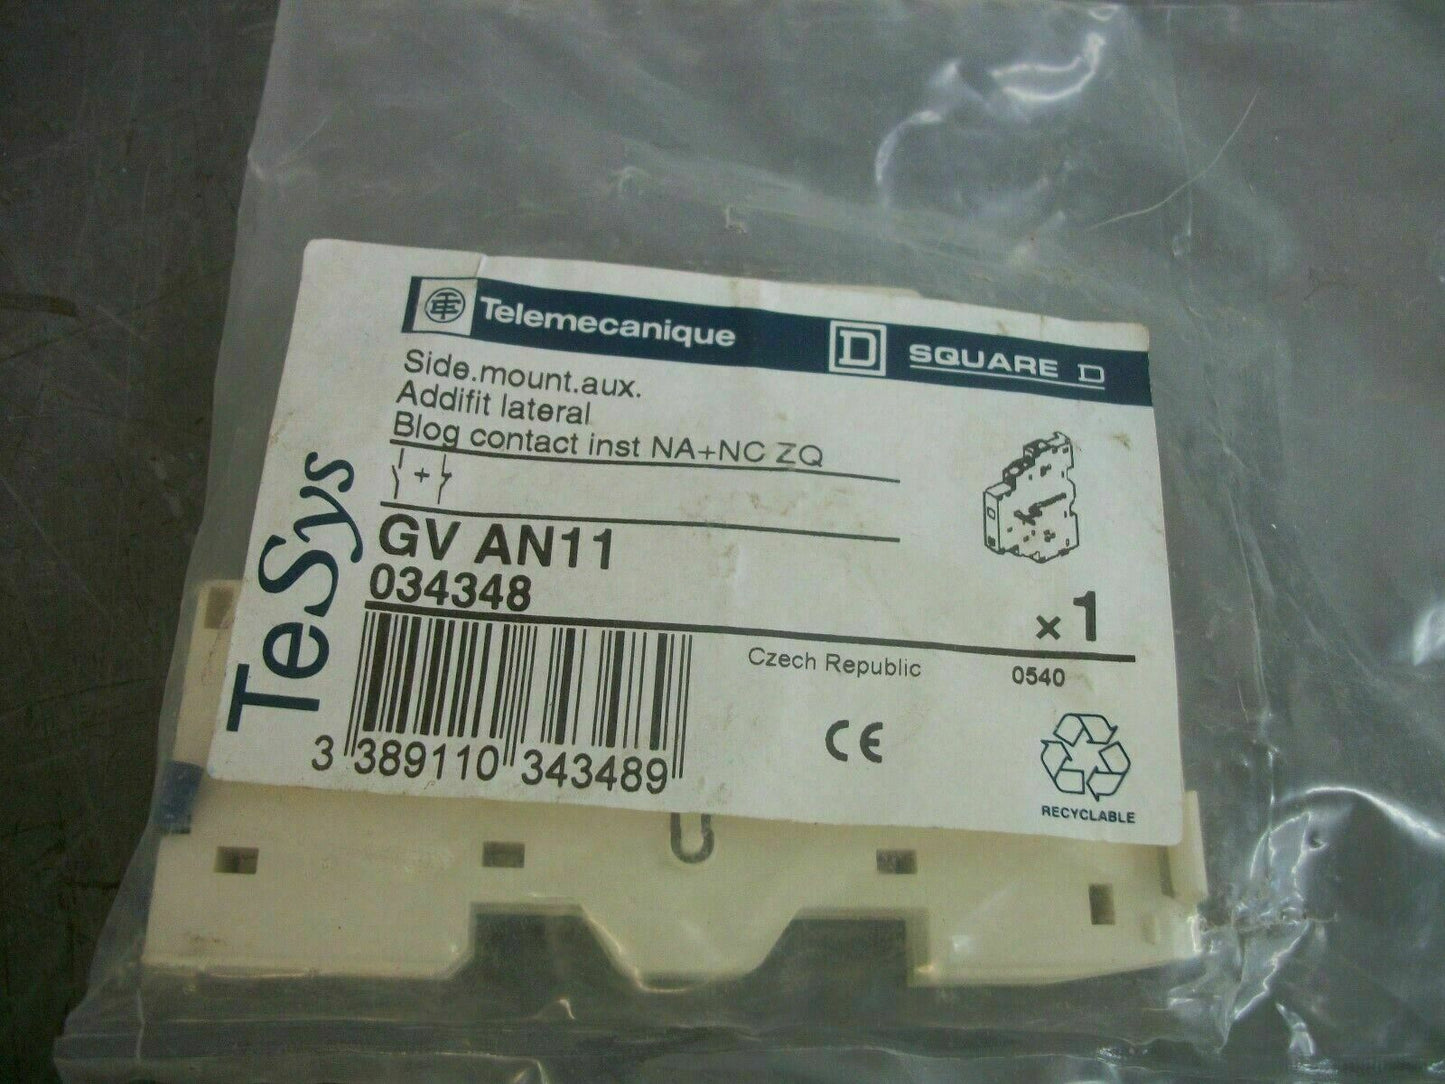 Telemecanique
D SQUARE D
Side.mount.aux.
Addifit lateral
Blog contact inst NA+NC ZQ
+
GV AN11
034348
x 1
Czech Republic 0540
3 389110 343489
CE
RECYCLABLE
TeSys